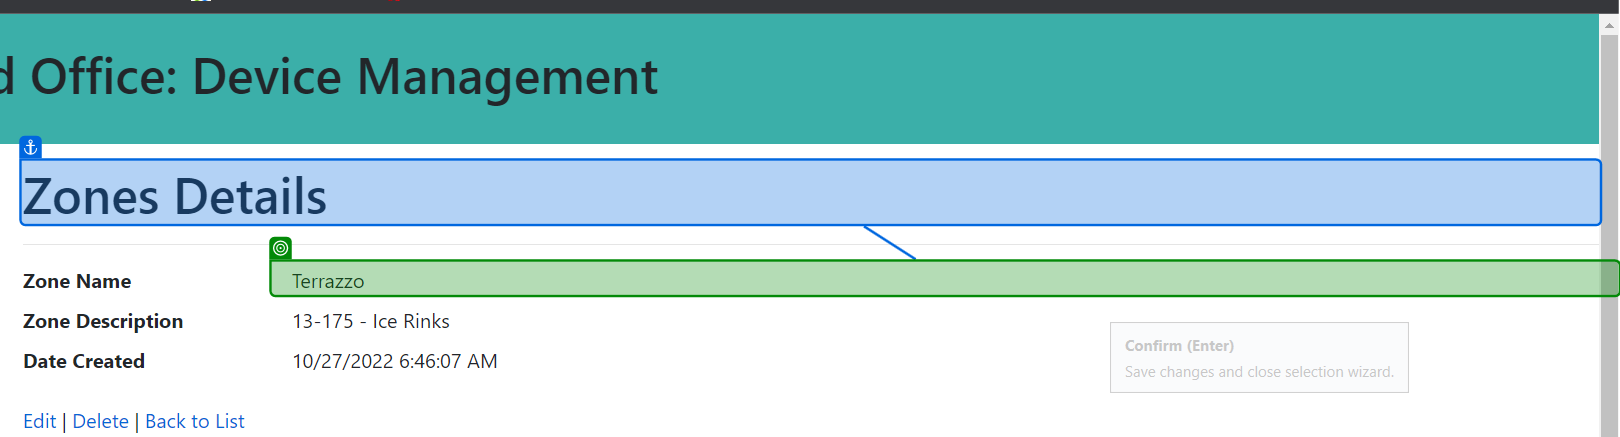 d Office: Device Management
Zones Details
Zone Name Terrazzo
Zone Description 13-175 - Ice Rinks
Date Created 10/27/2022 6:46:07 AM
Confirm (Enter)
Save changes and close selection wizard.
Edit | Delete | Back to List